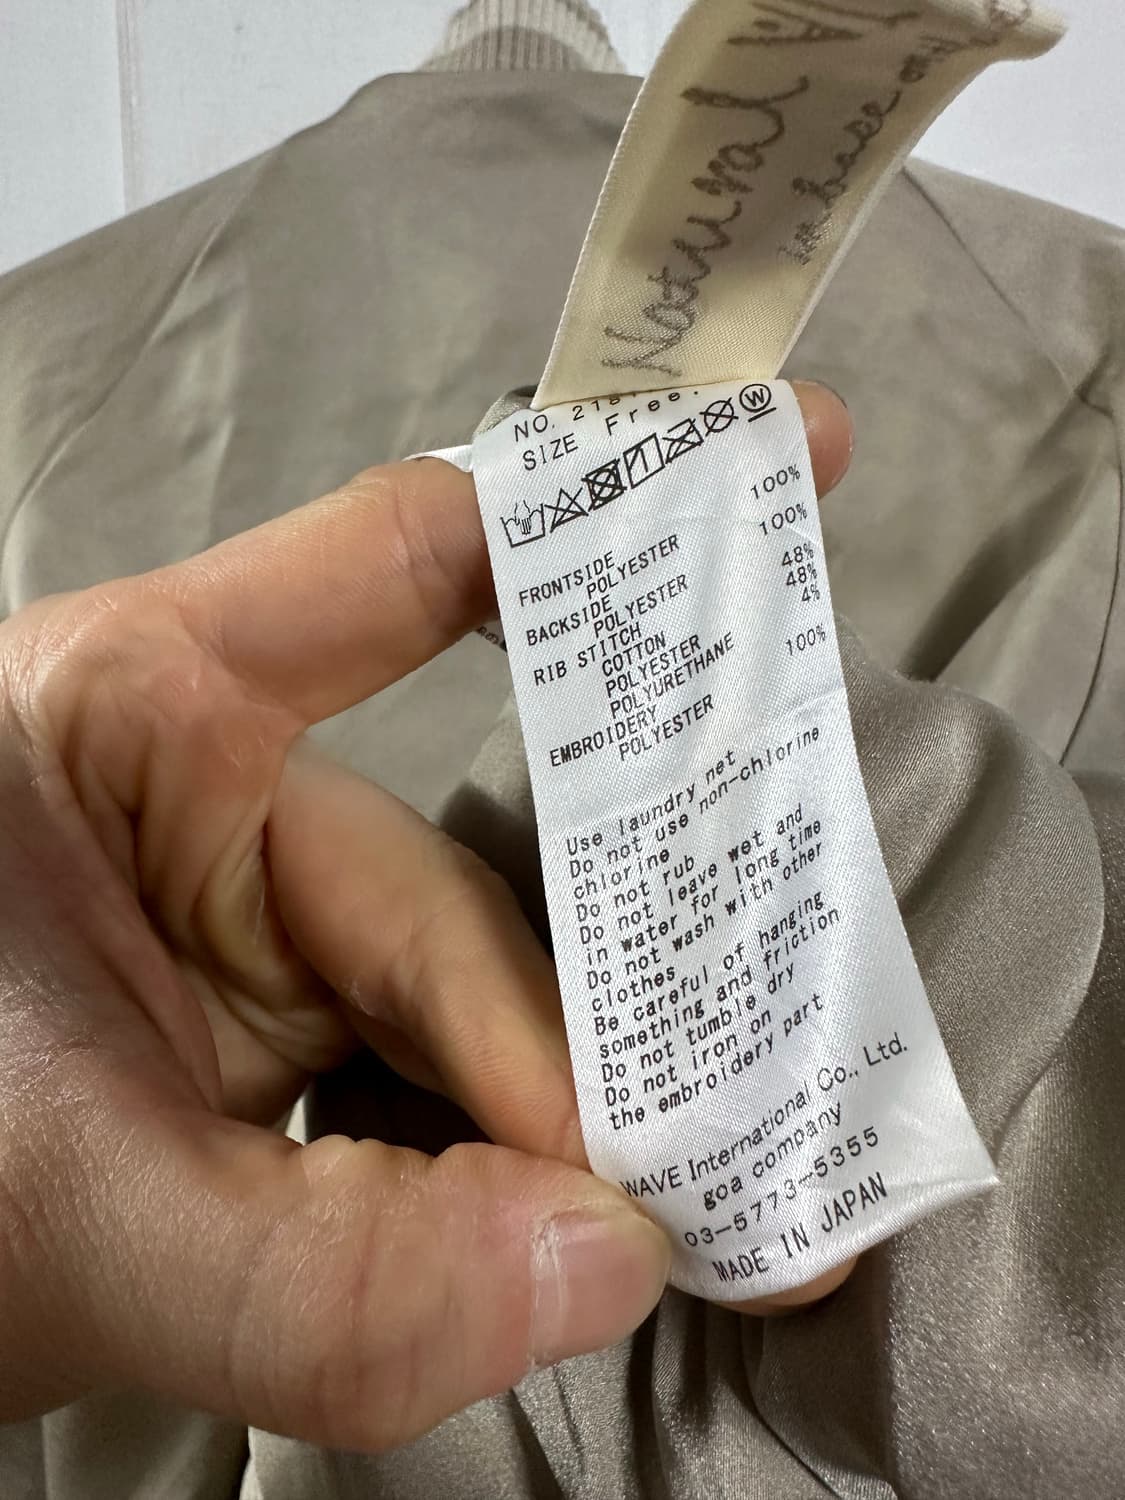 in base of
NO. 218
SIZE Free.
W
FRONTSIDE
POLYESTER 100%
BACKSIDE
POLYESTER 100%
RIB STITCH
COTTON 48%
POLYESTER 48%
POLYURETHANE 4%
EMBROIDERY
POLYESTER 100%
Use laundry net
Do not use non-chlorine
chlorine
Do not rub
Do not leave wet and
in water for long time
Do not wash with other
clothes
Be careful of hanging
something and friction
Do not tumble dry
Do not iron on
the embroidery part
WAVE International Co., Ltd.
goa company
03-5773-5355
MADE IN JAPAN